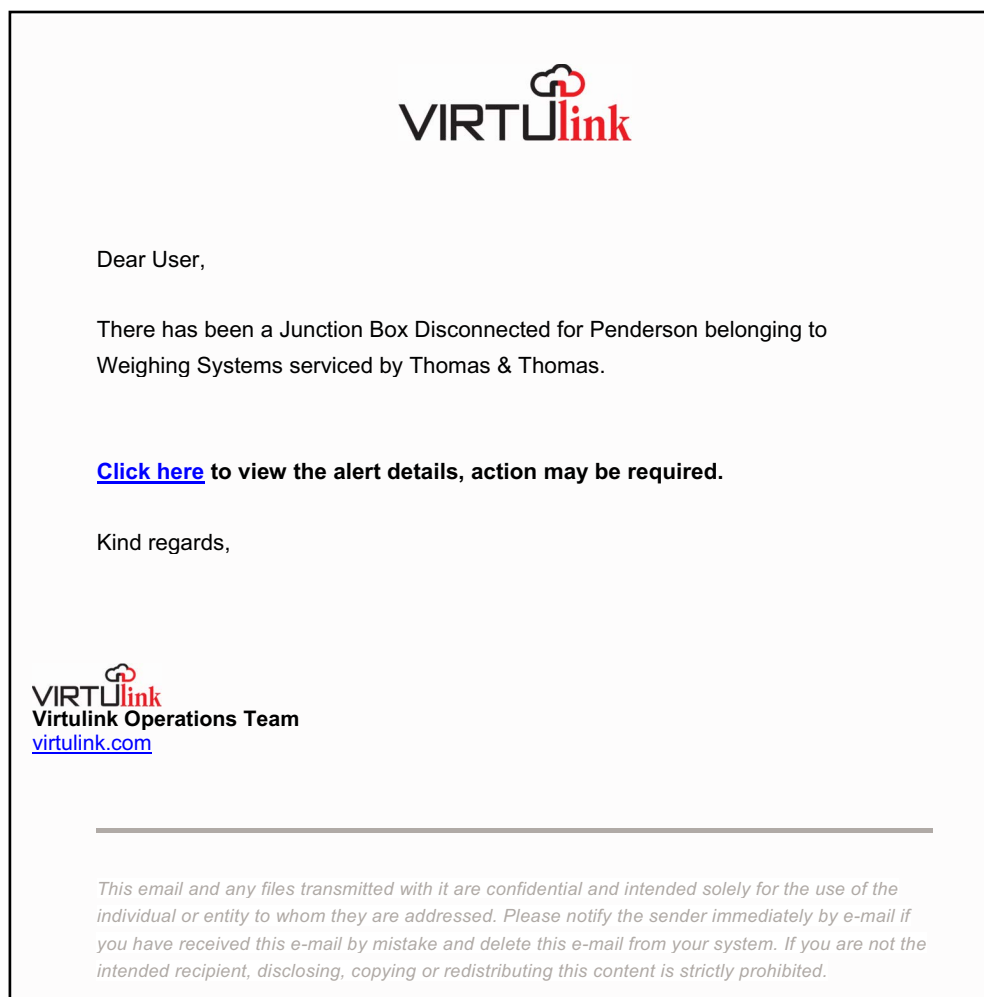 VIRTUlink
Dear User,
There has been a Junction Box Disconnected for Penderson belonging to
Weighing Systems serviced by Thomas & Thomas.
Click here to view the alert details, action may be required.
Kind regards,
VIRTUlink
Virtulink Operations Team
virtulink.com
This email and any files transmitted with it are confidential and intended solely for the use of the
individual or entity to whom they are addressed. Please notify the sender immediately by e-mail if
you have received this e-mail by mistake and delete this e-mail from your system. If you are not the
intended recipient, disclosing, copying or redistributing this content is strictly prohibited.